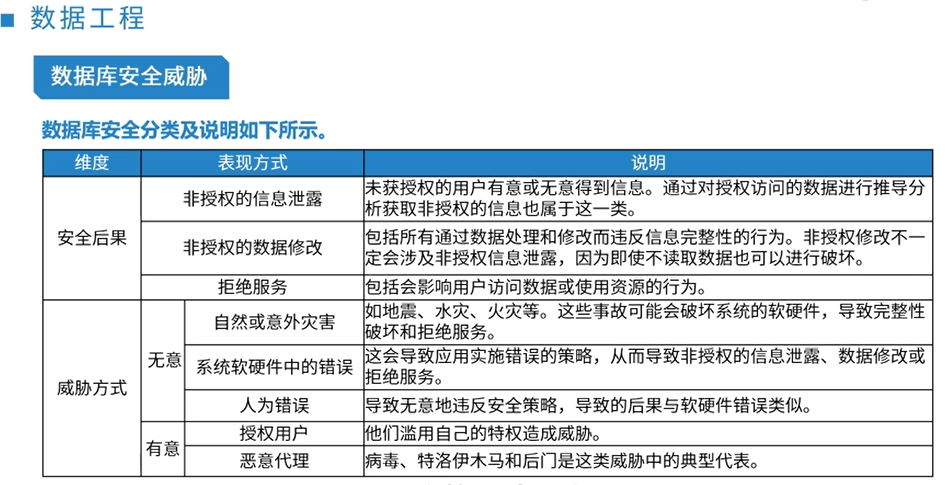 数据工程
数据库安全威胁
数据库安全分类及说明如下所示。
维度 表现方式 说明
安全后果
非授权的信息泄露
未获授权的用户有意或无意得到信息。通过对授权访问的数据进行推导分
析获取非授权的信息也属于这一类。
非授权的数据修改
包括所有通过数据处理和修改而违反信息完整性的行为。非授权修改不一
定会涉及非授权信息泄露，因为即使不读取数据也可以进行破坏。
拒绝服务 包括会影响用户访问数据或使用资源的行为。
威胁方式
无意
自然或意外灾害
如地震、水灾、火灾等。这些事故可能会破坏系统的软硬件，导致完整性
破坏和拒绝服务。
系统软硬件中的错误
这会导致应用实施错误的策略，从而导致非授权的信息泄露、数据修改或
拒绝服务。
人为错误 导致无意地违反安全策略，导致的后果与软硬件错误类似。
有意
授权用户 他们滥用自己的特权造成威胁。
恶意代理 病毒、特洛伊木马和后门是这类威胁中的典型代表。